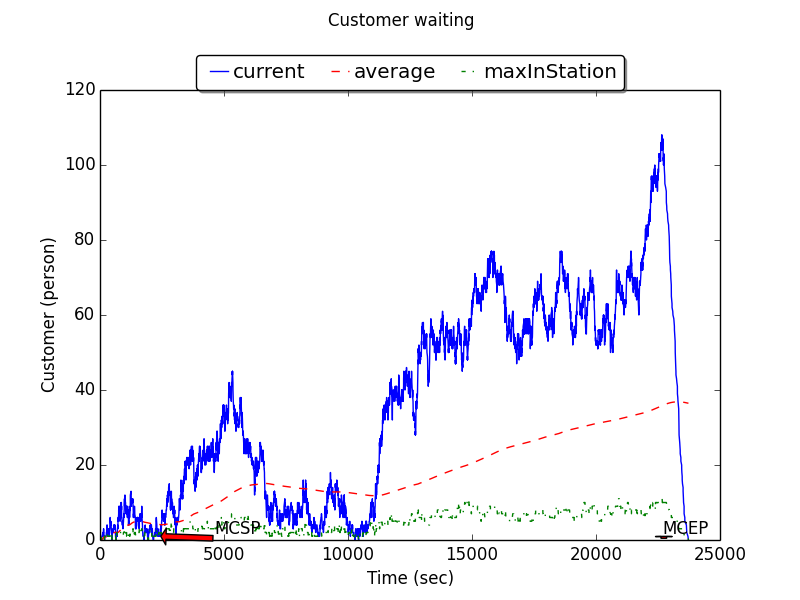 Customer waiting
current average maxInStation
120
100
80
60
40
20
0
Customer (person)
MCSP
MCEP
0 5000 10000 15000 20000 25000
Time (sec)